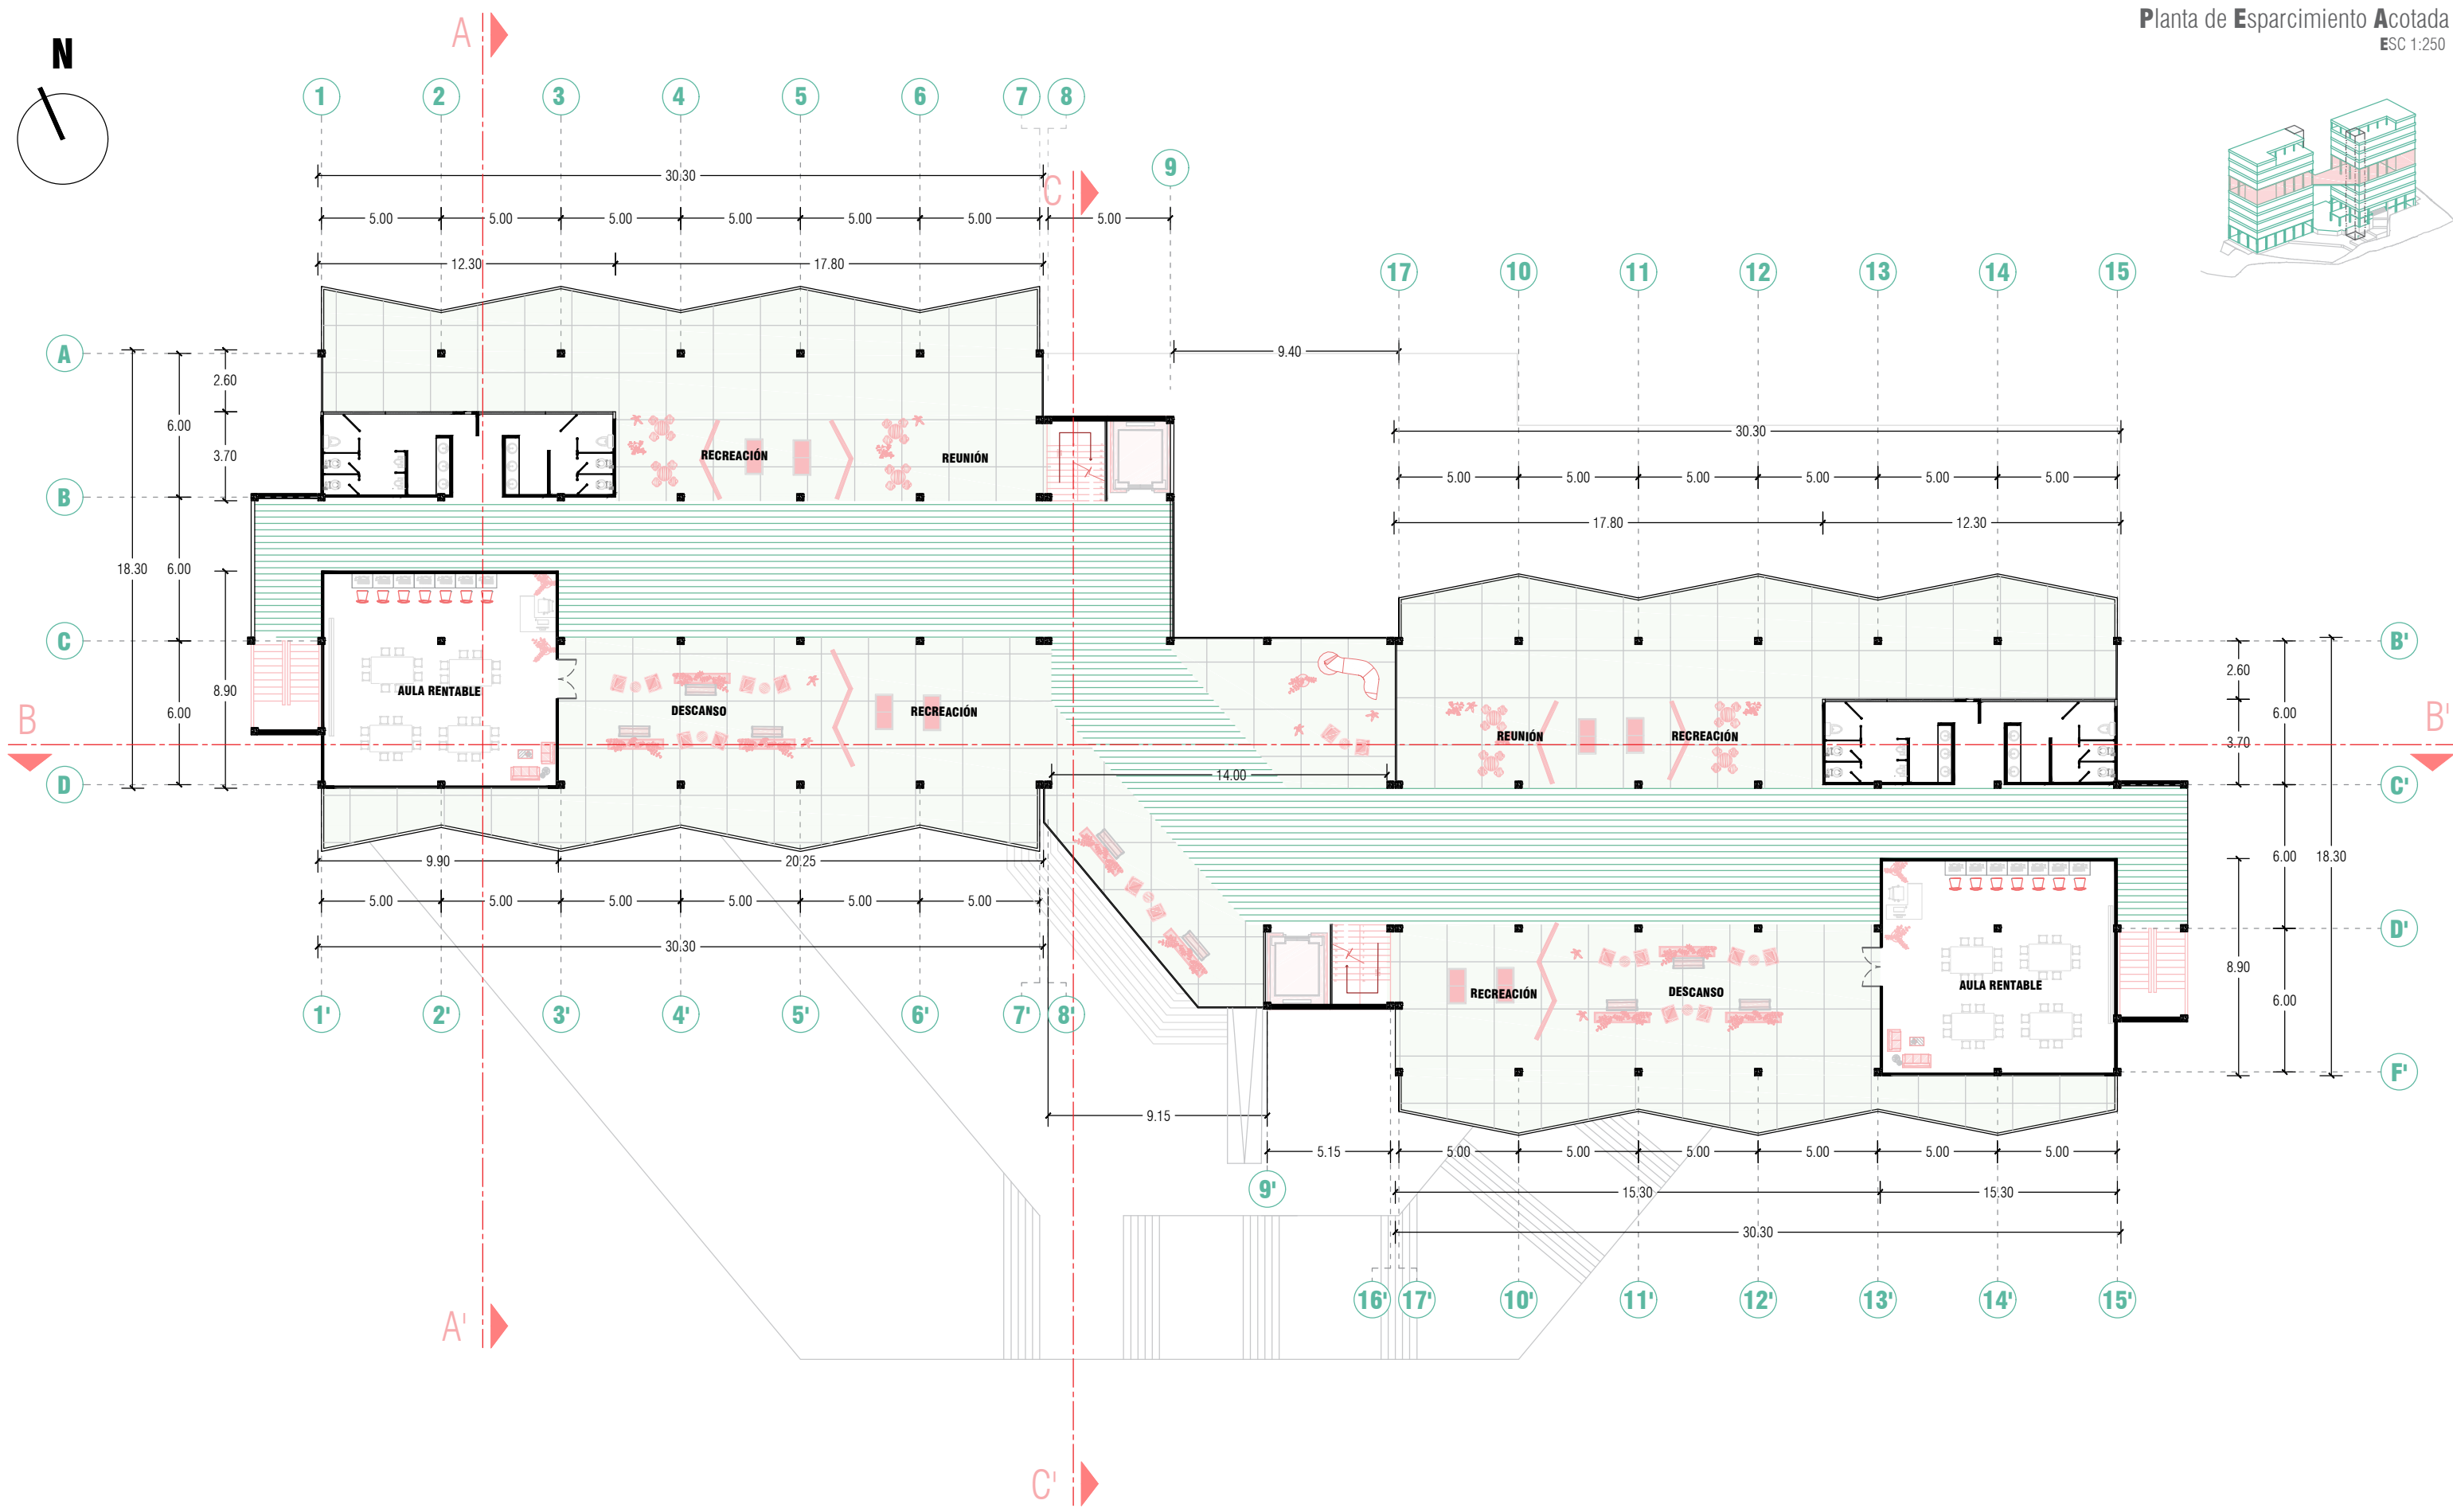 Planta de Esparcimiento Acotada
ESC 1:250
N
A
1 2 3 4 5 6 7 8
9
30.30
C
5.00 5.00 5.00 5.00 5.00 5.00 5.00
12.30 17.80
17 10 11 12 13 14 15
A
9.40
2.60
6.00
3.70
30.30
RECREACIÓN
REUNIÓN
5.00 5.00 5.00 5.00 5.00 5.00
B
17.80 12.30
18.30 6.00
C
B'
2.60
8.90
AULA RENTABLE
DESCANSO
RECREACIÓN
6.00
6.00
B
REUNIÓN
RECREACIÓN
B'
3.70
14.00
D
C'
9.90 20.25
6.00 18.30
5.00 5.00 5.00 5.00 5.00 5.00
D'
30.30
8.90
RECREACIÓN
DESCANSO
AULA RENTABLE
6.00
1' 2' 3' 4' 5' 6' 7' 8'
F'
9.15
5.15 5.00 5.00 5.00 5.00 5.00 5.00
9'
15.30 15.30
30.30
16' 17' 10' 11' 12' 13' 14' 15'
A'
C'